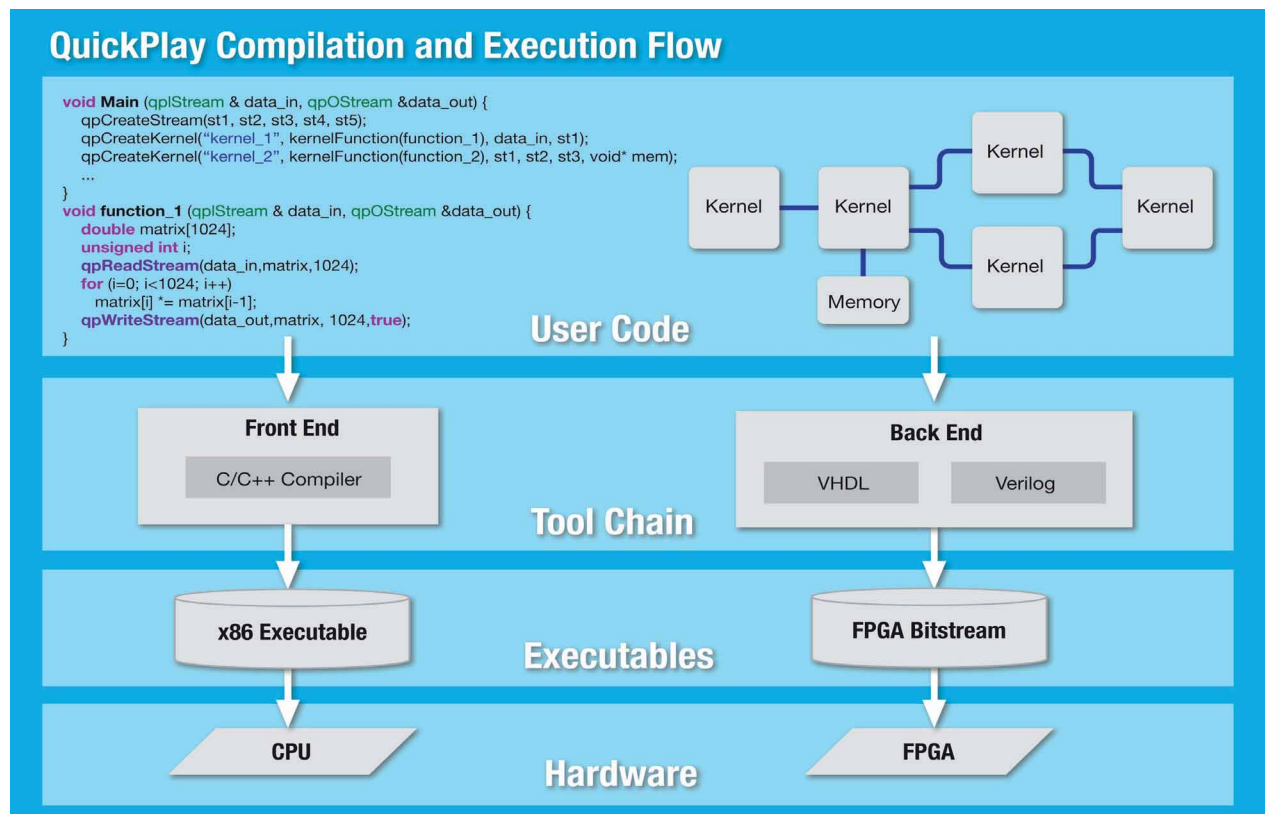 QuickPlay Compilation and Execution Flow
void Main (qpIStream & data_in, qpOStream &data_out) {
qpCreateStream(st1, st2, st3, st4, st5);
qpCreateKernel(“kernel_1”, kernelFunction(function_1), data_in, st1);
qpCreateKernel(“kernel_2”, kernelFunction(function_2), st1, st2, st3, void* mem);
...
}
void function_1 (qpIStream & data_in, qpOStream &data_out) {
double matrix[1024];
unsigned int i;
qpReadStream(data_in,matrix,1024);
for (i=0; i<1024; i++)
matrix[i] *= matrix[i-1];
qpWriteStream(data_out,matrix, 1024,true);
}
Kernel
Kernel
Kernel
Kernel
Kernel
Memory
User Code
Front End
C/C++ Compiler
Back End
VHDL
Verilog
Tool Chain
x86 Executable
FPGA Bitstream
Executables
CPU
FPGA
Hardware